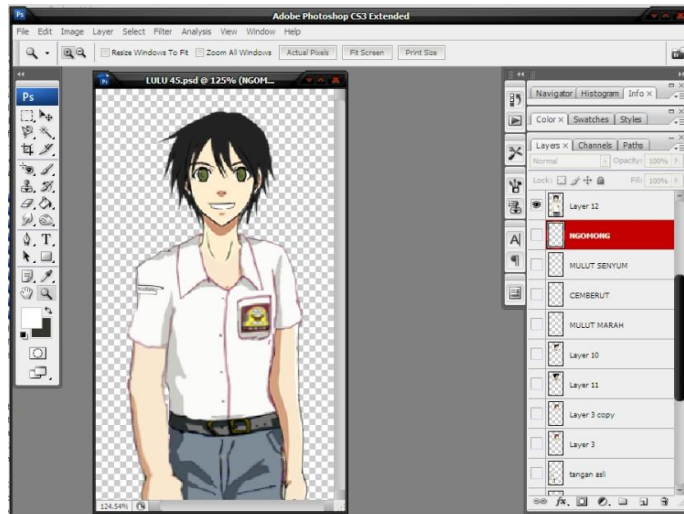 Ps
Adobe Photoshop CS3 Extended
File Edit Image Layer Select Filter Analysis View Window Help
Resize Windows To Fit Zoom All Windows Actual Pixels Fit Screen Print Size
LULU 45.psd @ 125% (NGOM...
Ps
Navigator Histogram Info x
Color x Swatches Styles
Layers x Channels Paths
Normal Opacity: 100%
Lock: Fill: 100%
Layer 12
NGOMONG
MULUT SENYUM
CEMBERUT
MULUT MARAH
Layer 10
Layer 11
Layer 3 copy
Layer 3
tangan asli
124.54%